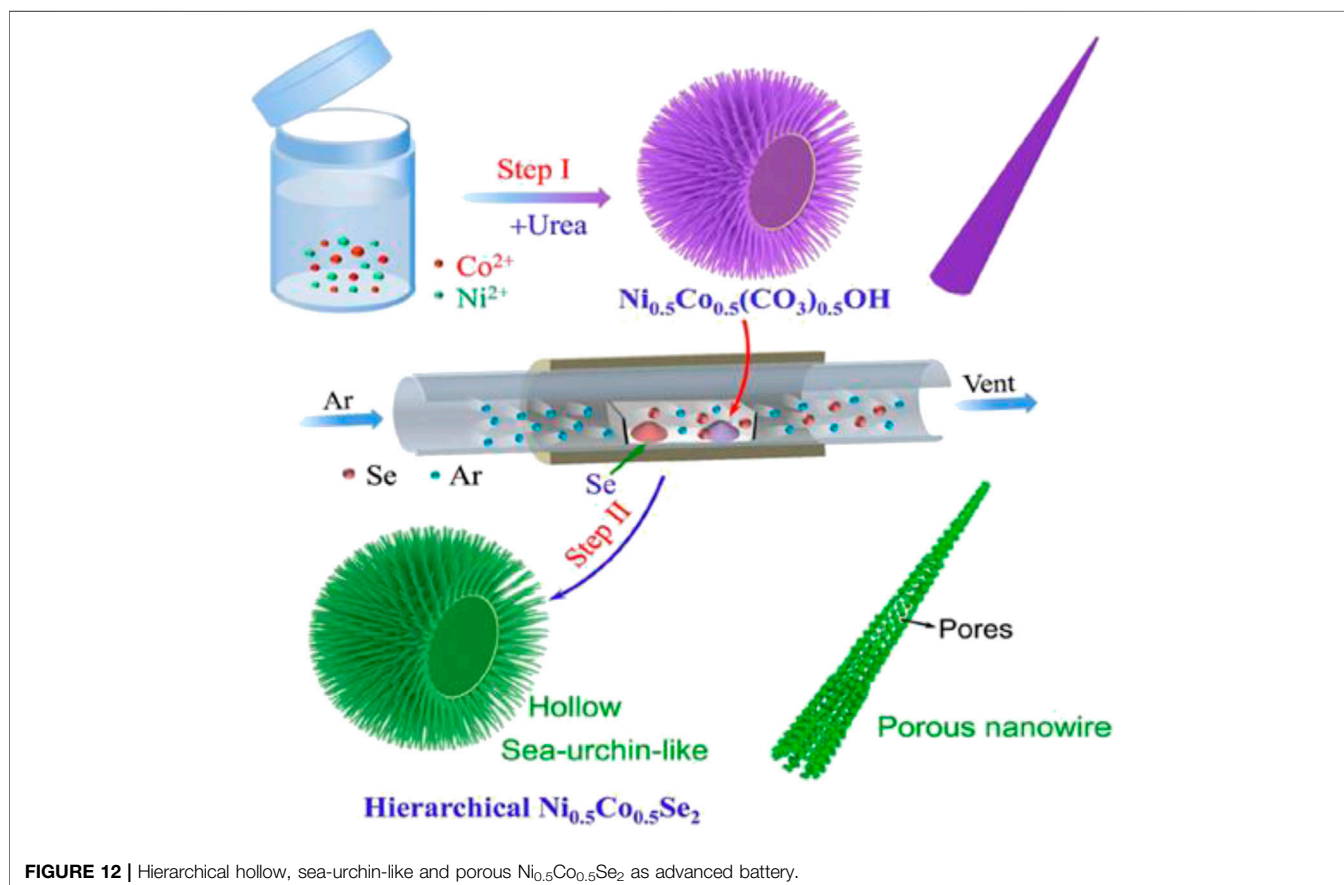 Step I
+Urea
Co²⁺
Ni²⁺
Ni₀.₅Co₀.₅(CO₃)₀.₅OH
Ar
Vent
Se
Ar
Se
Step II
Pores
Hollow
Sea-urchin-like
Porous nanowire
Hierarchical Ni₀.₅Co₀.₅Se₂
FIGURE 12 | Hierarchical hollow, sea-urchin-like and porous Ni₀.₅Co₀.₅Se₂ as advanced battery.